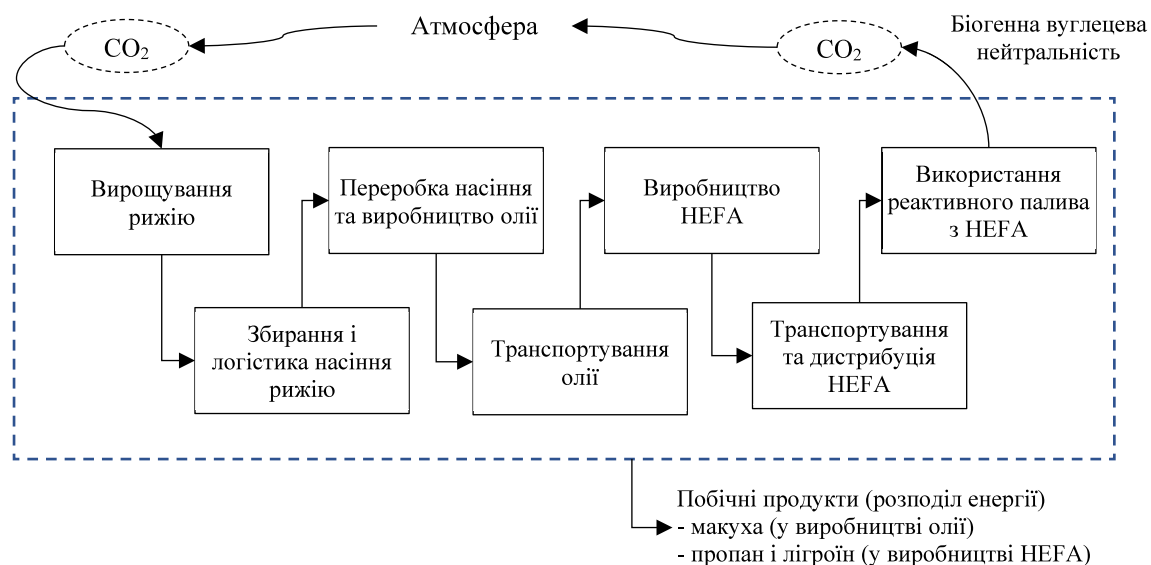 CO₂
Атмосфера
CO₂
Біогенна вуглецева
нейтральність
Вирощування
рижію
Переробка насіння
та виробництво олії
Виробництво
HEFA
Використання
реактивного палива
з HEFA
Збирання і
логістика насіння
рижію
Транспортування
олії
Транспортування
та дистрибуція
HEFA
Побічні продукти (розподіл енергії)
- макуха (у виробництві олії)
- пропан і лігроїн (у виробництві HEFA)